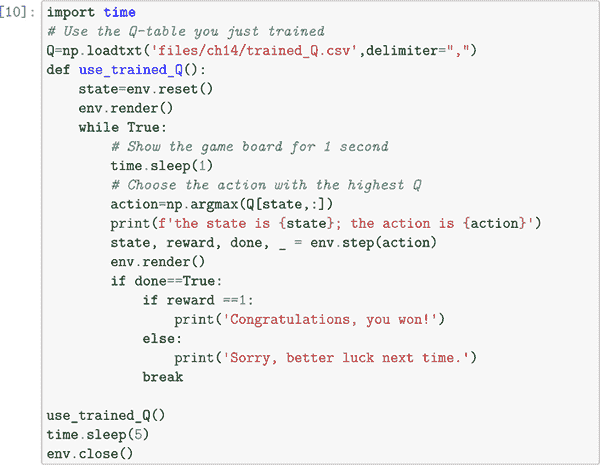 [10]: import time
# Use the Q-table you just trained
Q=np.loadtxt('files/ch14/trained_Q.csv',delimiter=",")
def use_trained_Q():
    state=env.reset()
    env.render()
    while True:
        # Show the game board for 1 second
        time.sleep(1)
        # Choose the action with the highest Q
        action=np.argmax(Q[state,:])
        print(f'the state is {state}; the action is {action}')
        state, reward, done, _ = env.step(action)
        env.render()
        if done==True:
            if reward ==1:
                print('Congratulations, you won!')
            else:
                print('Sorry, better luck next time.')
            break

use_trained_Q()
time.sleep(5)
env.close()